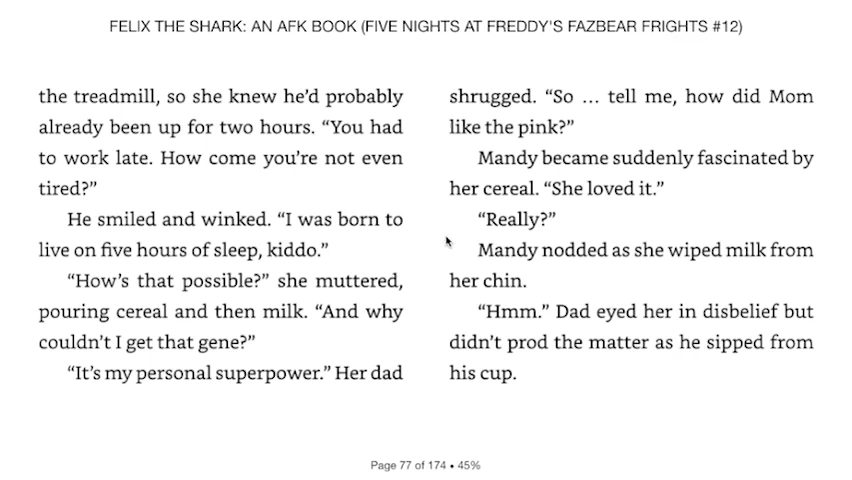 FELIX THE SHARK: AN AFK BOOK (FIVE NIGHTS AT FREDDY'S FAZBEAR FRIGHTS #12)
the treadmill, so she knew he’d probably
already been up for two hours. “You had
to work late. How come you’re not even
tired?”
He smiled and winked. “I was born to
live on five hours of sleep, kiddo.”
“How’s that possible?” she muttered,
pouring cereal and then milk. “And why
couldn’t I get that gene?”
“It’s my personal superpower.” Her dad
shrugged. “So … tell me, how did Mom
like the pink?”
Mandy became suddenly fascinated by
her cereal. “She loved it.”
“Really?”
Mandy nodded as she wiped milk from
her chin.
“Hmm.” Dad eyed her in disbelief but
didn’t prod the matter as he sipped from
his cup.
Page 77 of 174 • 45%